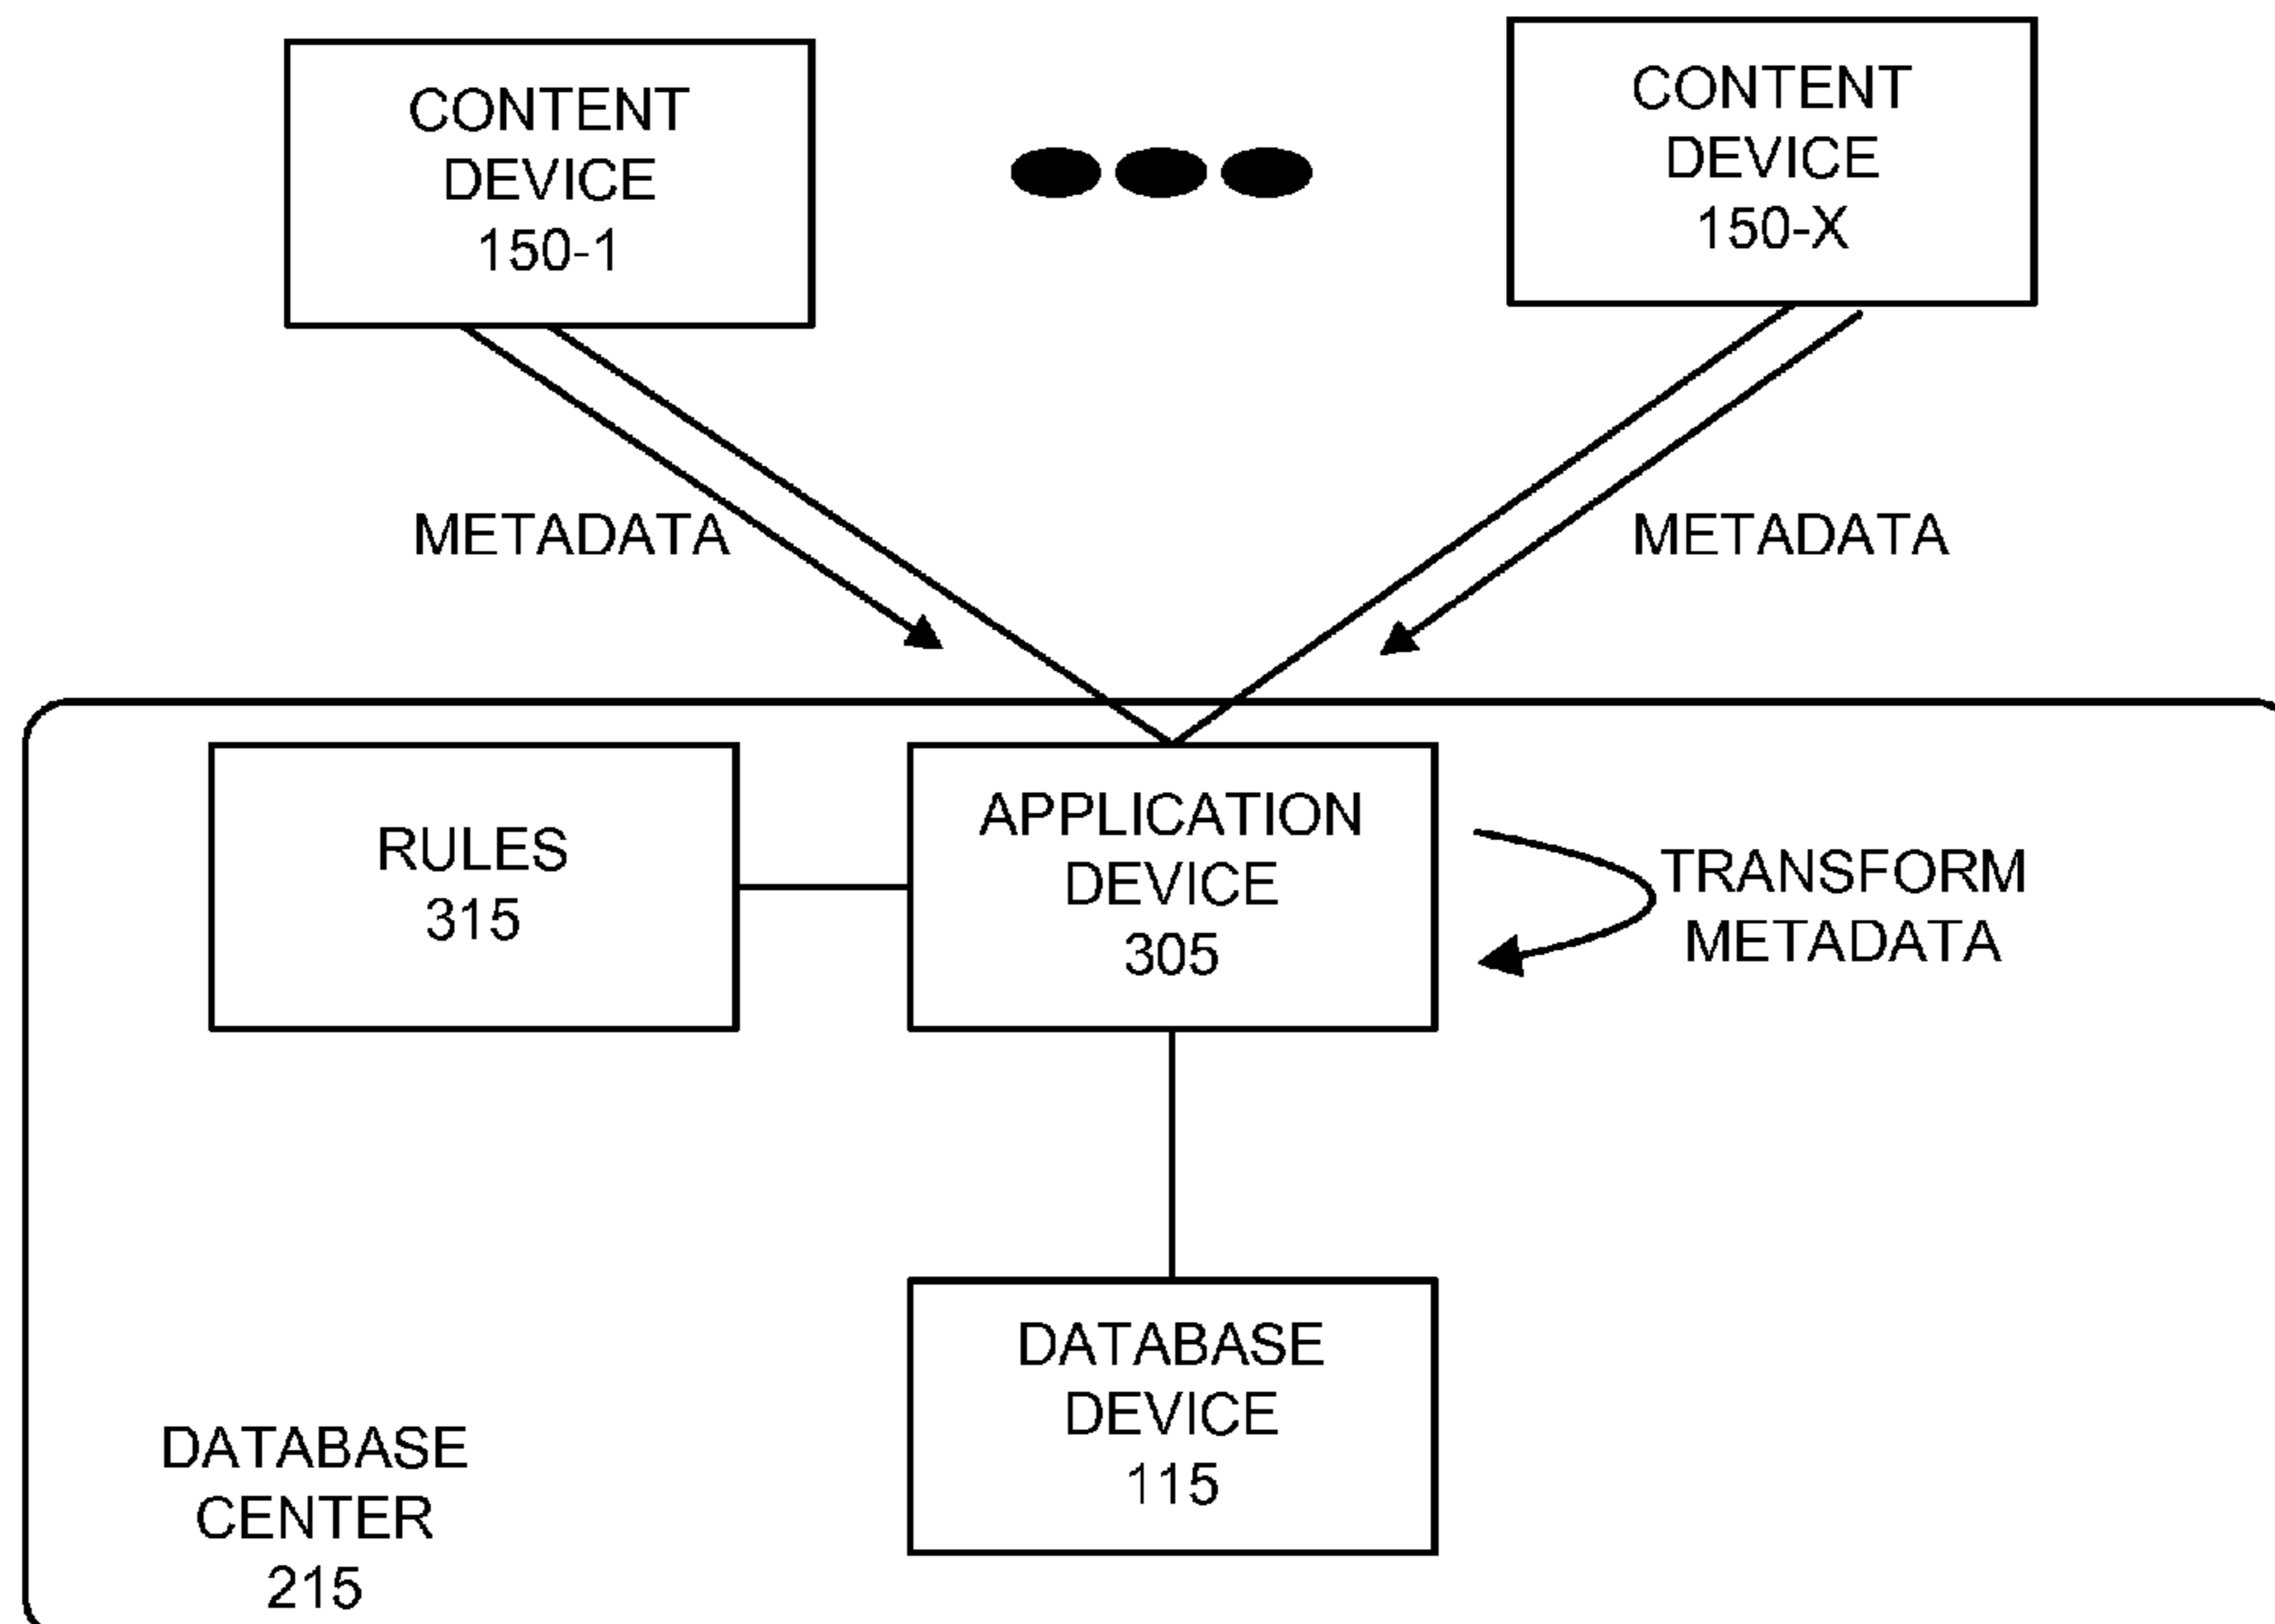 CONTENT
DEVICE
150-1
CONTENT
DEVICE
150-X
METADATA
METADATA
RULES
315
APPLICATION
DEVICE
305
TRANSFORM
METADATA
DATABASE
DEVICE
115
DATABASE
CENTER
215